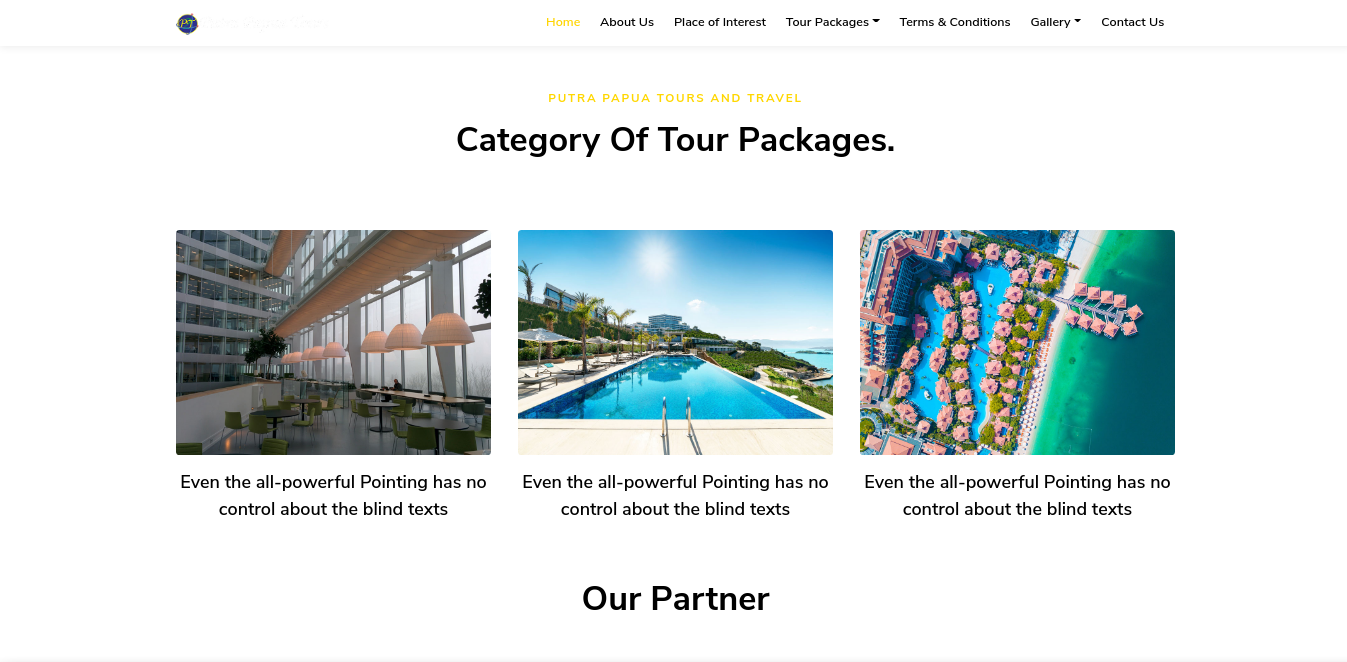 Home About Us Place of Interest Tour Packages Terms & Conditions Gallery Contact Us
PUTRA PAPUA TOURS AND TRAVEL
Category Of Tour Packages.
Even the all-powerful Pointing has no
control about the blind texts
Even the all-powerful Pointing has no
control about the blind texts
Even the all-powerful Pointing has no
control about the blind texts
Our Partner